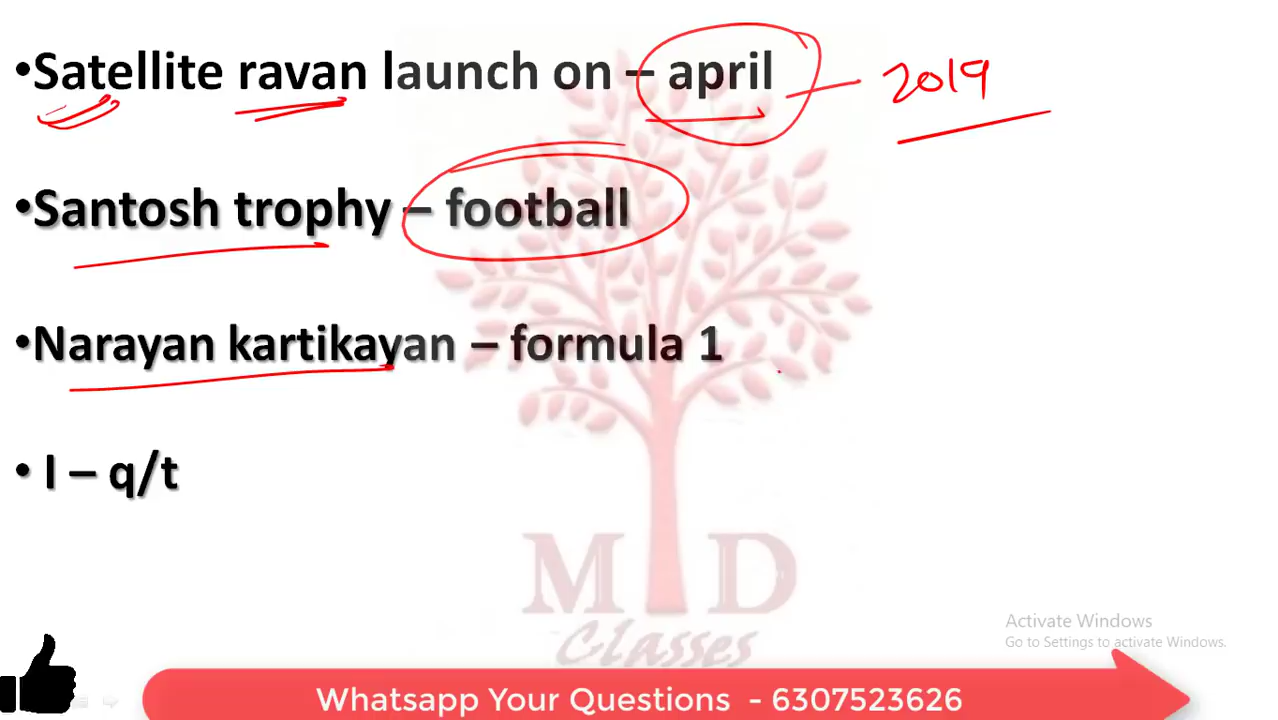 •Satellite ravan launch on – april – 2019
•Santosh trophy – football
•Narayan kartikayan – formula 1
• I – q/t
M D
Classes
Activate Windows
Go to Settings to activate Windows.
Whatsapp Your Questions - 6307523626